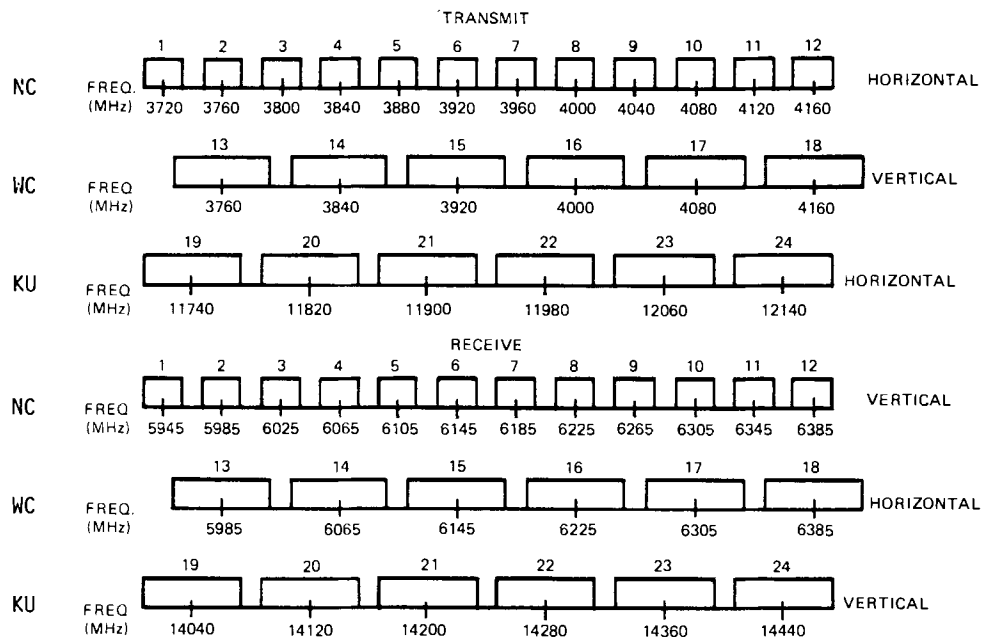 TRANSMIT
1 2 3 4 5 6 7 8 9 10 11 12
NC FREQ. HORIZONTAL
(MHz) 3720 3760 3800 3840 3880 3920 3960 4000 4040 4080 4120 4160
13 14 15 16 17 18
WC FREQ VERTICAL
(MHz) 3760 3840 3920 4000 4080 4160
19 20 21 22 23 24
KU FREQ HORIZONTAL
(MHz) 11740 11820 11900 11980 12060 12140
RECEIVE
1 2 3 4 5 6 7 8 9 10 11 12
NC FREQ VERTICAL
(MHz) 5945 5985 6025 6065 6105 6145 6185 6225 6265 6305 6345 6385
13 14 15 16 17 18
WC FREQ. HORIZONTAL
(MHz) 5985 6065 6145 6225 6305 6385
19 20 21 22 23 24
KU FREQ VERTICAL
(MHz) 14040 14120 14200 14280 14360 14440